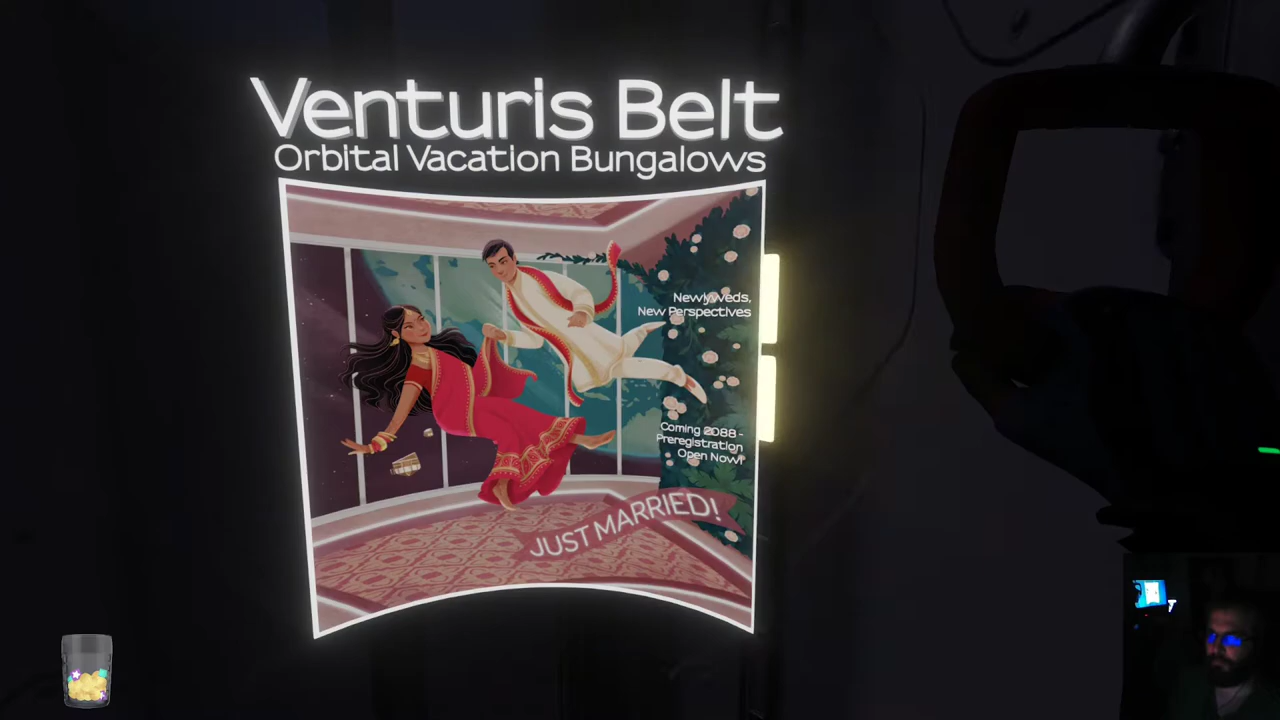 Venturis Belt
Orbital Vacation Bungalows
Newlyweds,
New Perspectives
Coming 2088 -
Preregistration
Open Now!
JUST MARRIED!